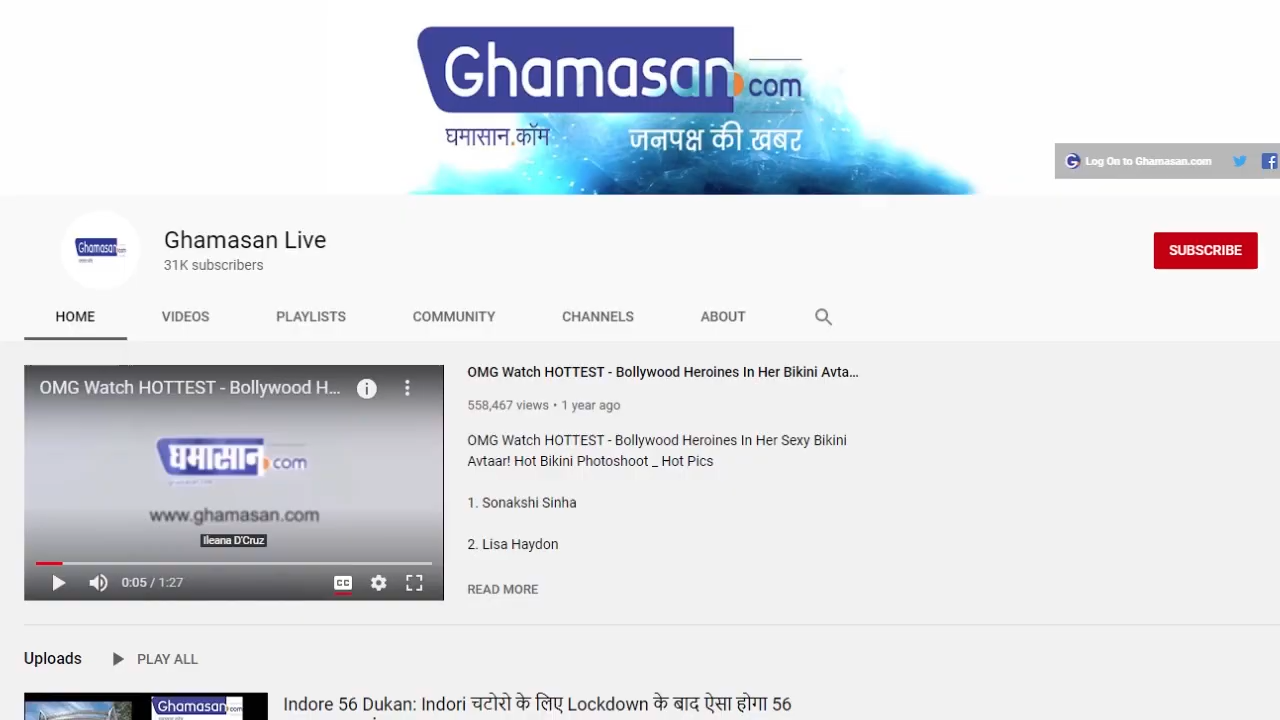 Ghamasan.com
घमासान.कॉम
जनपक्ष की खबर
Log On to Ghamasan.com
Ghamasan
Ghamasan Live
31K subscribers
SUBSCRIBE
HOME VIDEOS PLAYLISTS COMMUNITY CHANNELS ABOUT
OMG Watch HOTTEST - Bollywood H...
घमासान.com
www.ghamasan.com
Ileana D'Cruz
0:05 / 1:27
CC
OMG Watch HOTTEST - Bollywood Heroines In Her Bikini Avta...
558,467 views • 1 year ago
OMG Watch HOTTEST - Bollywood Heroines In Her Sexy Bikini
Avtaar! Hot Bikini Photoshoot _ Hot Pics
1. Sonakshi Sinha
2. Lisa Haydon
READ MORE
Uploads PLAY ALL
Ghamasan.com
Indore 56 Dukan: Indori चटोरो के लिए Lockdown के बाद ऐसा होगा 56